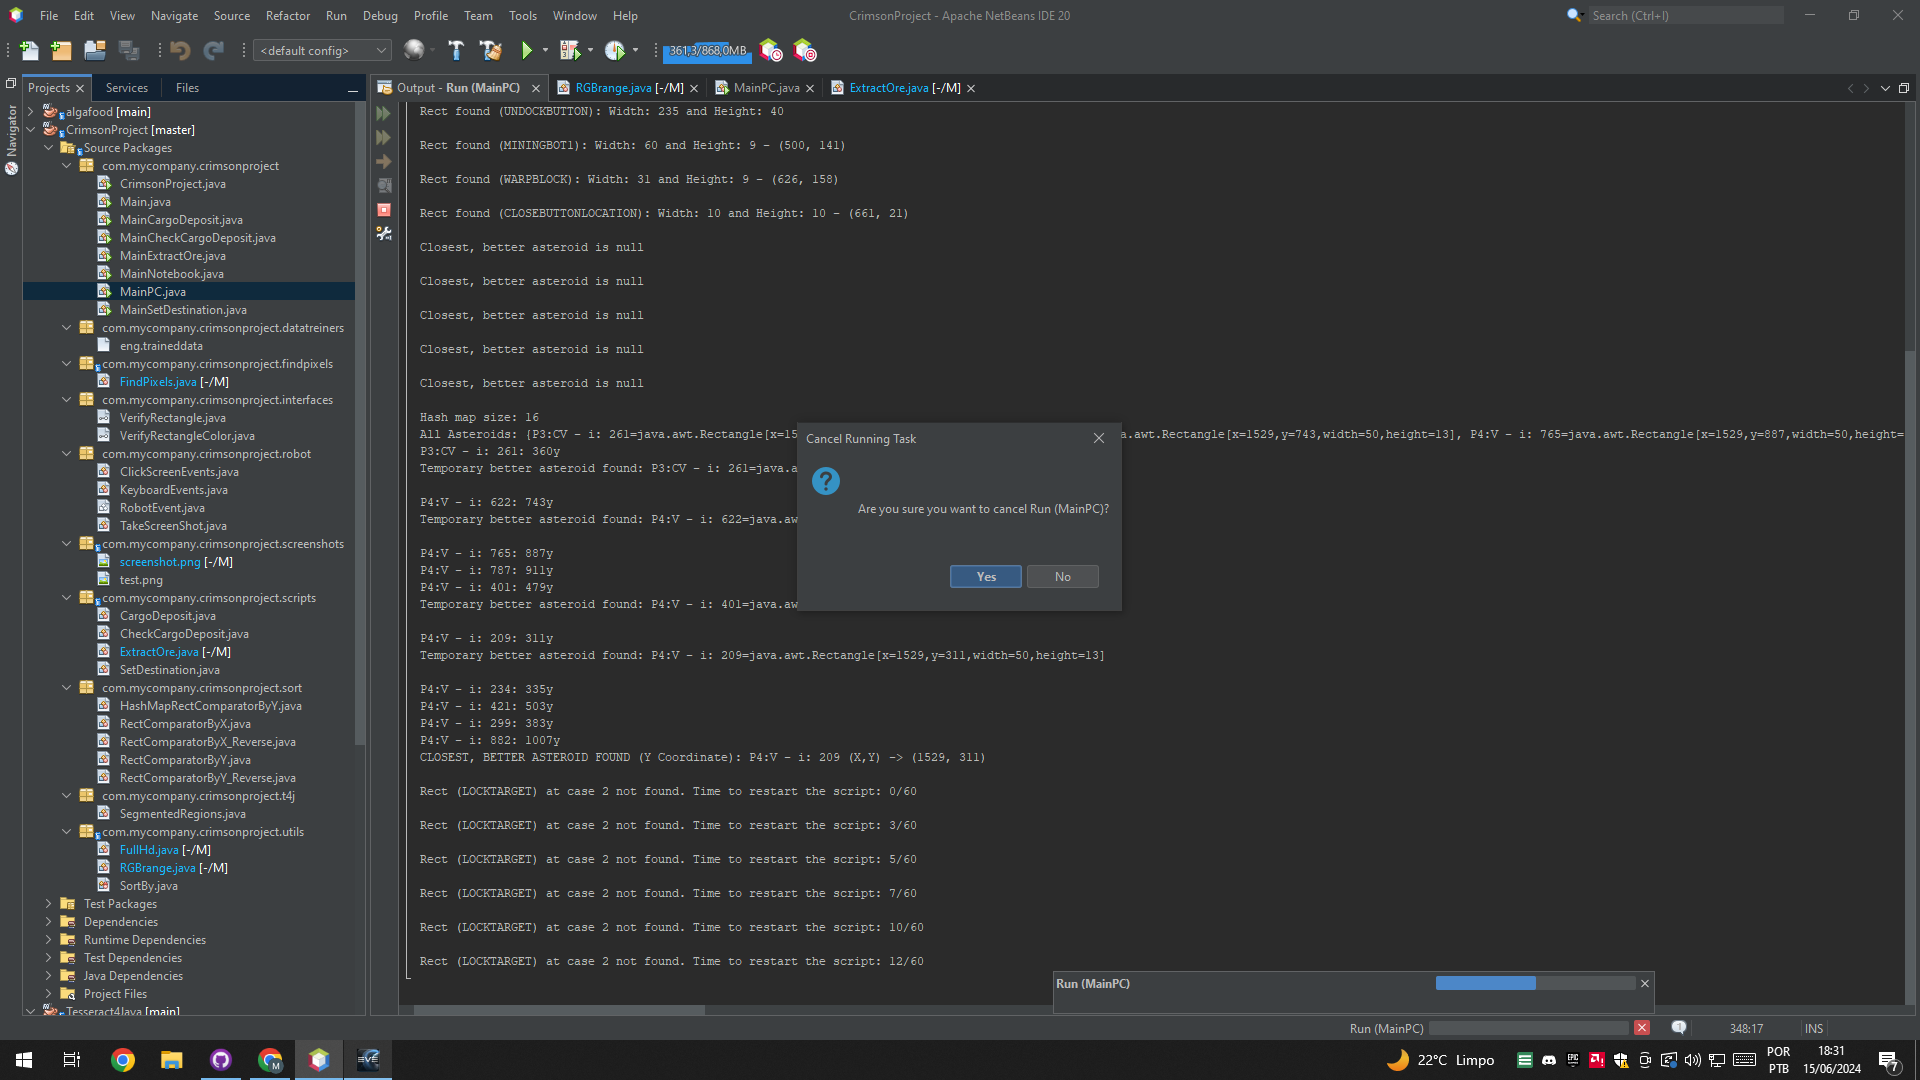 File Edit View Navigate Source Refactor Run Debug Profile Team Tools Window Help
CrimsonProject - Apache NetBeans IDE 20
Search (Ctrl+I)
<default config>
361,3/868,0MB
Projects
Services
Files
Output - Run (MainPC)
RGBrange.java [-/M]
MainPC.java
ExtractOre.java [-/M]
Navigator
algafood [main]
CrimsonProject [master]
Source Packages
com.mycompany.crimsonproject
CrimsonProject.java
Main.java
MainCargoDeposit.java
MainCheckCargoDeposit.java
MainExtractOre.java
MainNotebook.java
MainPC.java
MainSetDestination.java
com.mycompany.crimsonproject.datatreiners
eng.traineddata
com.mycompany.crimsonproject.findpixels
FindPixels.java [-/M]
com.mycompany.crimsonproject.interfaces
VerifyRectangle.java
VerifyRectangleColor.java
com.mycompany.crimsonproject.robot
ClickScreenEvents.java
KeyboardEvents.java
RobotEvent.java
TakeScreenShot.java
com.mycompany.crimsonproject.screenshots
screenshot.png [-/M]
test.png
com.mycompany.crimsonproject.scripts
CargoDeposit.java
CheckCargoDeposit.java
ExtractOre.java [-/M]
SetDestination.java
com.mycompany.crimsonproject.sort
HashMapRectComparatorByY.java
RectComparatorByX.java
RectComparatorByX_Reverse.java
RectComparatorByY.java
RectComparatorByY_Reverse.java
com.mycompany.crimsonproject.t4j
SegmentedRegions.java
com.mycompany.crimsonproject.utils
FullHd.java [-/M]
RGBrange.java [-/M]
SortBy.java
Test Packages
Dependencies
Runtime Dependencies
Test Dependencies
Java Dependencies
Project Files
Tesseract4Java [main]
Rect found (UNDOCKBUTTON): Width: 235 and Height: 40
Rect found (MININGBOT1): Width: 60 and Height: 9 - (500, 141)
Rect found (WARPBLOCK): Width: 31 and Height: 9 - (626, 158)
Rect found (CLOSEBUTTONLOCATION): Width: 10 and Height: 10 - (661, 21)
Closest, better asteroid is null
Closest, better asteroid is null
Closest, better asteroid is null
Closest, better asteroid is null
Closest, better asteroid is null
Hash map size: 16
All Asteroids: {P3:CV - i: 261=java.awt.Rectangle[x=15 a.awt.Rectangle[x=1529,y=743,width=50,height=13], P4:V - i: 765=java.awt.Rectangle[x=1529,y=887,width=50,height=
P3:CV - i: 261: 360y
Temporary better asteroid found: P3:CV - i: 261=java.a
P4:V - i: 622: 743y
Temporary better asteroid found: P4:V - i: 622=java.aw
P4:V - i: 765: 887y
P4:V - i: 787: 911y
P4:V - i: 401: 479y
Temporary better asteroid found: P4:V - i: 401=java.aw
P4:V - i: 209: 311y
Temporary better asteroid found: P4:V - i: 209=java.awt.Rectangle[x=1529,y=311,width=50,height=13]
P4:V - i: 234: 335y
P4:V - i: 421: 503y
P4:V - i: 299: 383y
P4:V - i: 882: 1007y
CLOSEST, BETTER ASTEROID FOUND (Y Coordinate): P4:V - i: 209 (X,Y) -> (1529, 311)
Rect (LOCKTARGET) at case 2 not found. Time to restart the script: 0/60
Rect (LOCKTARGET) at case 2 not found. Time to restart the script: 3/60
Rect (LOCKTARGET) at case 2 not found. Time to restart the script: 5/60
Rect (LOCKTARGET) at case 2 not found. Time to restart the script: 7/60
Rect (LOCKTARGET) at case 2 not found. Time to restart the script: 10/60
Rect (LOCKTARGET) at case 2 not found. Time to restart the script: 12/60
Cancel Running Task
Are you sure you want to cancel Run (MainPC)?
Yes
No
Run (MainPC)
Run (MainPC)
348:17
INS
22°C Limpo
POR
PTB
18:31
15/06/2024
7